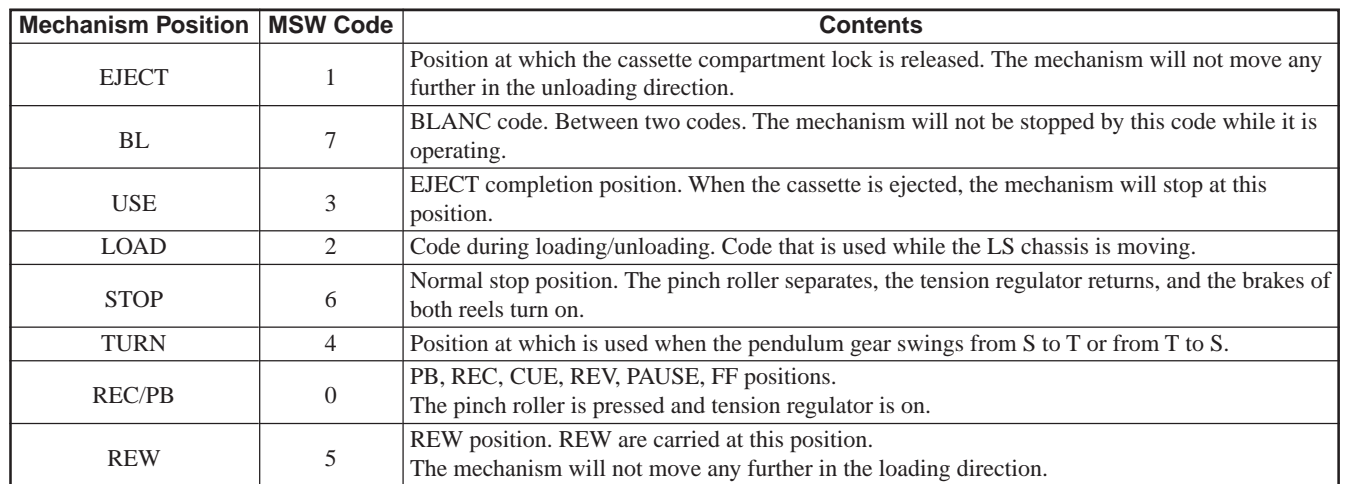 Mechanism Position MSW Code Contents
EJECT 1 Position at which the cassette compartment lock is released. The mechanism will not move any
further in the unloading direction.
BL 7 BLANC code. Between two codes. The mechanism will not be stopped by this code while it is
operating.
USE 3 EJECT completion position. When the cassette is ejected, the mechanism will stop at this
position.
LOAD 2 Code during loading/unloading. Code that is used while the LS chassis is moving.
STOP 6 Normal stop position. The pinch roller separates, the tension regulator returns, and the brakes of
both reels turn on.
TURN 4 Position at which is used when the pendulum gear swings from S to T or from T to S.
REC/PB 0 PB, REC, CUE, REV, PAUSE, FF positions.
The pinch roller is pressed and tension regulator is on.
REW 5 REW position. REW are carried at this position.
The mechanism will not move any further in the loading direction.